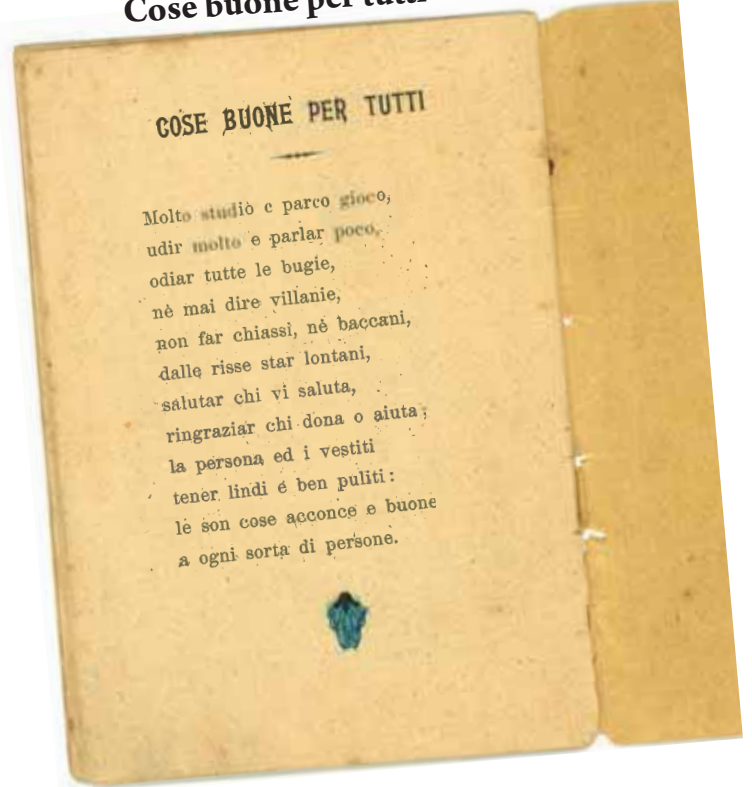 Cose buone per tutti
COSE BUONE PER TUTTI
Molto studio e parco gioco,
udir molto e parlar poco,
odiar tutte le bugie,
nè mai dire villanie,
non far chiassi, nè baccani,
dalle risse star lontani,
salutar chi vi saluta,
ringraziar chi dona o aiuta;
la persona ed i vestiti
tener lindi e ben puliti:
le son cose acconce e buone
a ogni sorta di persone.